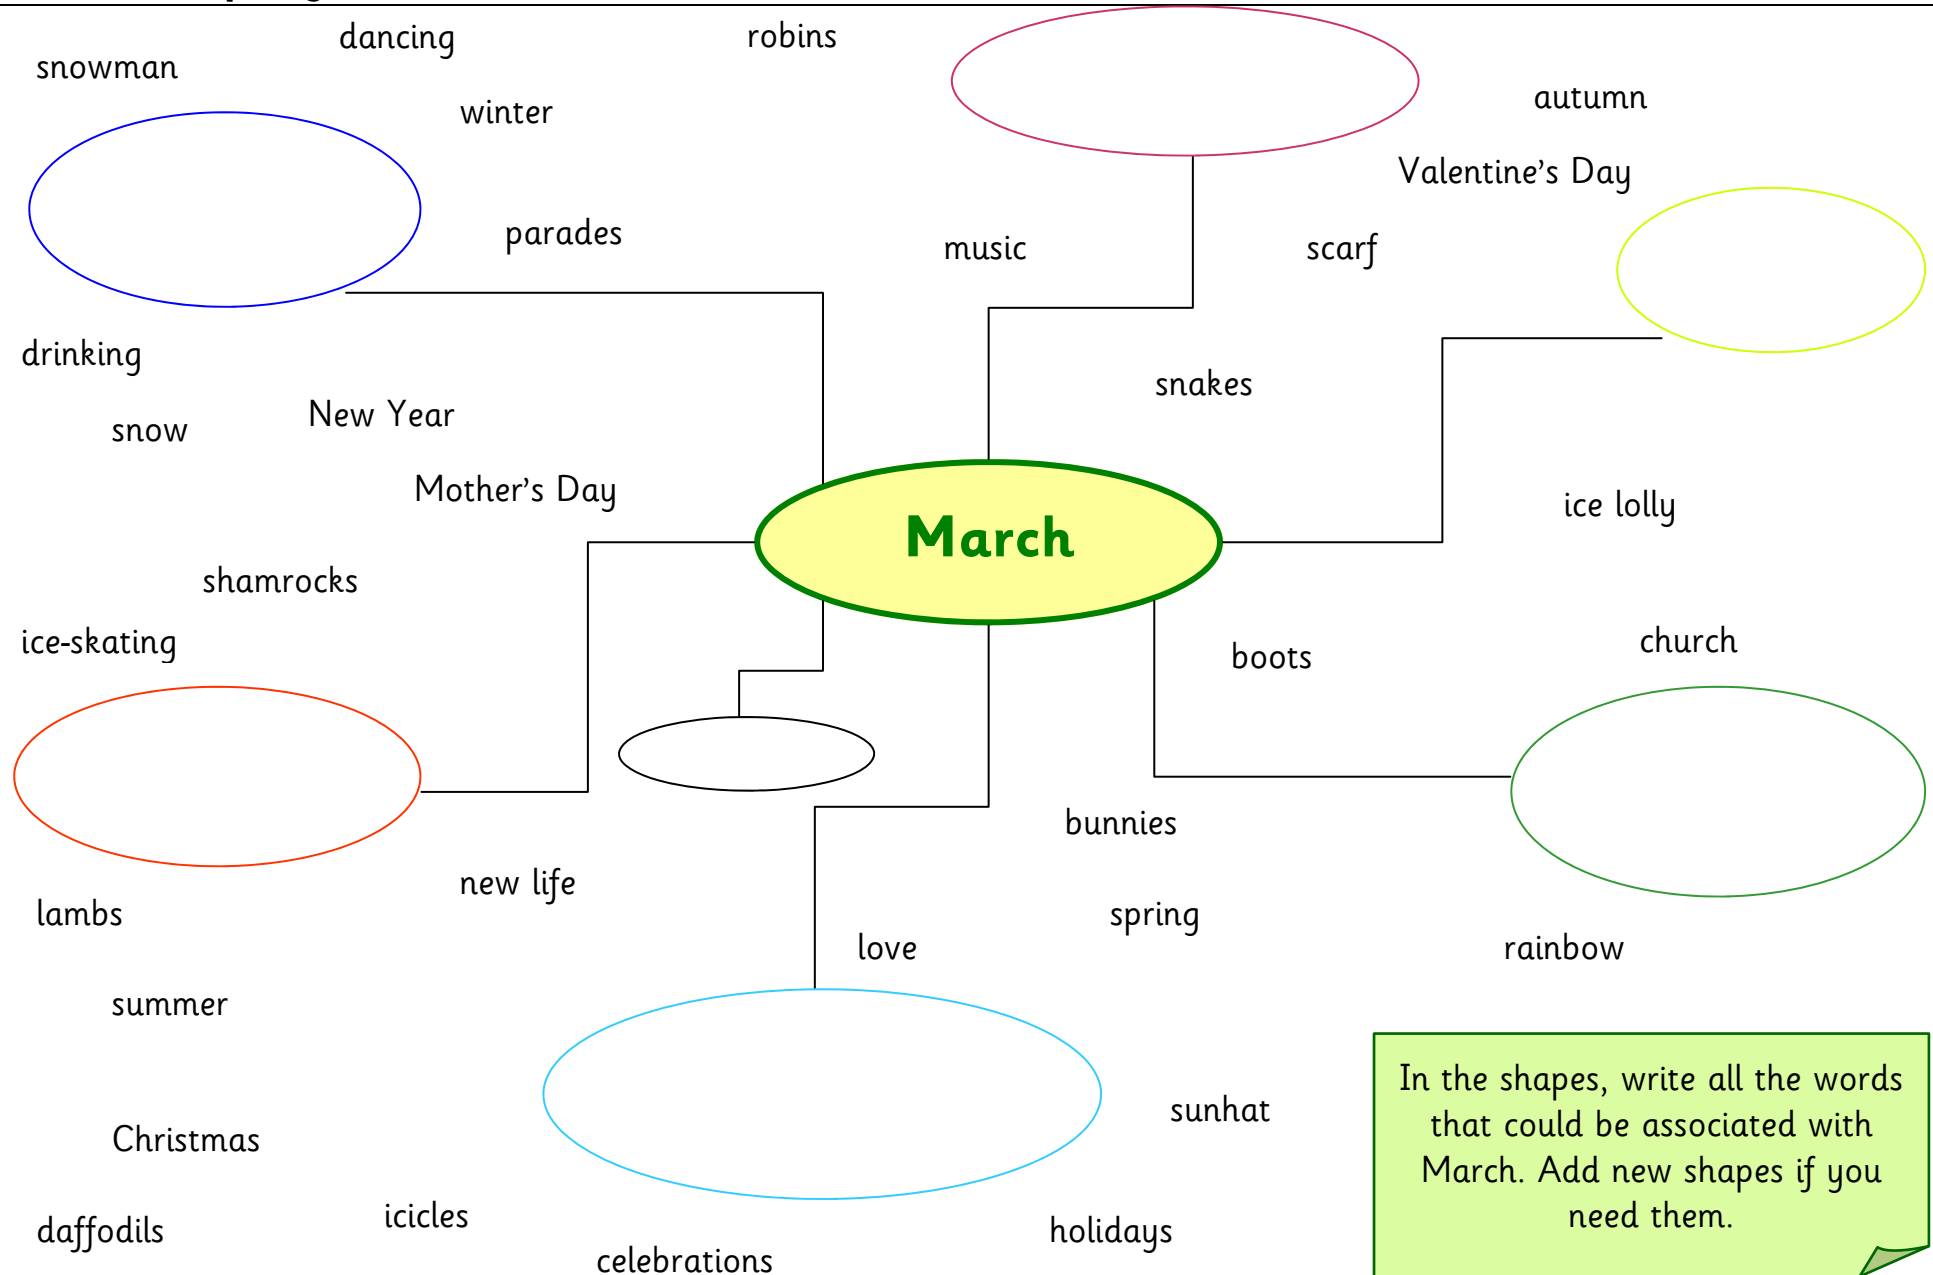 dancing
robins
snowman
autumn
winter
Valentine's Day
parades
music
scarf
drinking
snakes
New Year
snow
Mother's Day
ice lolly
March
shamrocks
ice-skating
church
boots
bunnies
new life
lambs
spring
love
rainbow
summer
In the shapes, write all the words
that could be associated with
March. Add new shapes if you
need them.
sunhat
Christmas
icicles
daffodils
holidays
celebrations